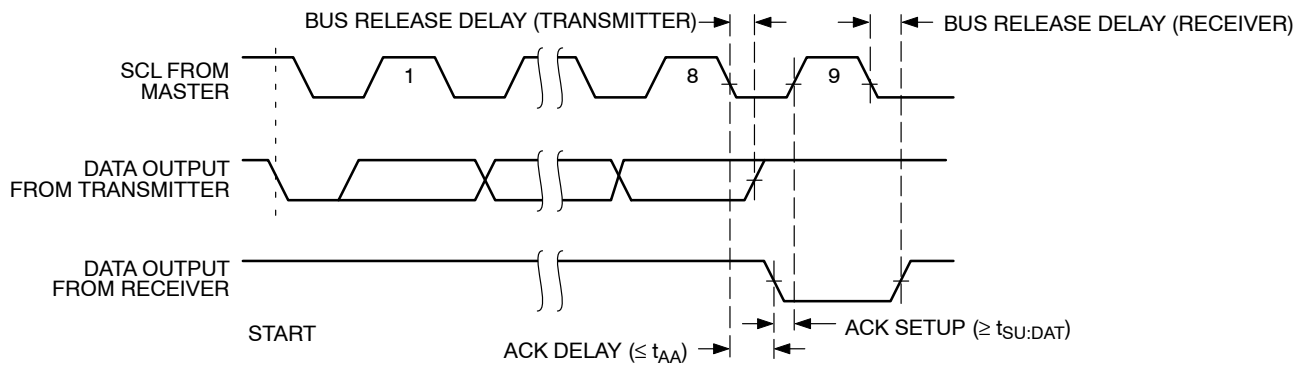 BUS RELEASE DELAY (TRANSMITTER)
BUS RELEASE DELAY (RECEIVER)
SCL FROM
MASTER
1
8
9
DATA OUTPUT
FROM TRANSMITTER
DATA OUTPUT
FROM RECEIVER
START
ACK SETUP (≥ tSU:DAT)
ACK DELAY (≤ tAA)